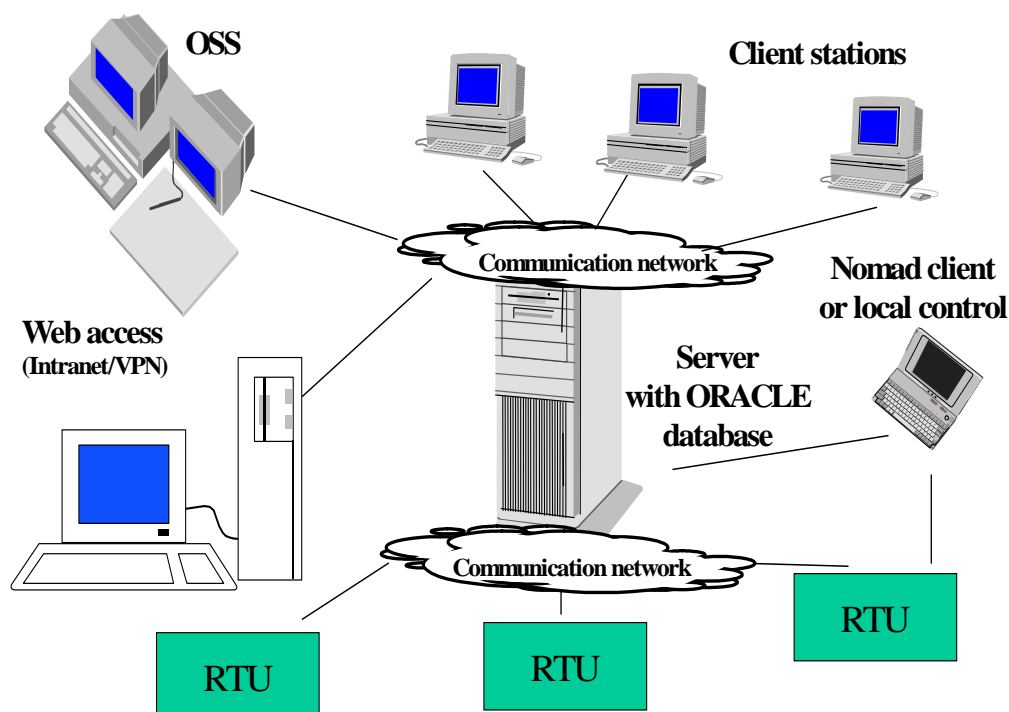 OSS
Client stations
Communication network
Nomad client
or local control
Web access
(Intranet/VPN)
Server
with ORACLE
database
Communication network
RTU
RTU
RTU